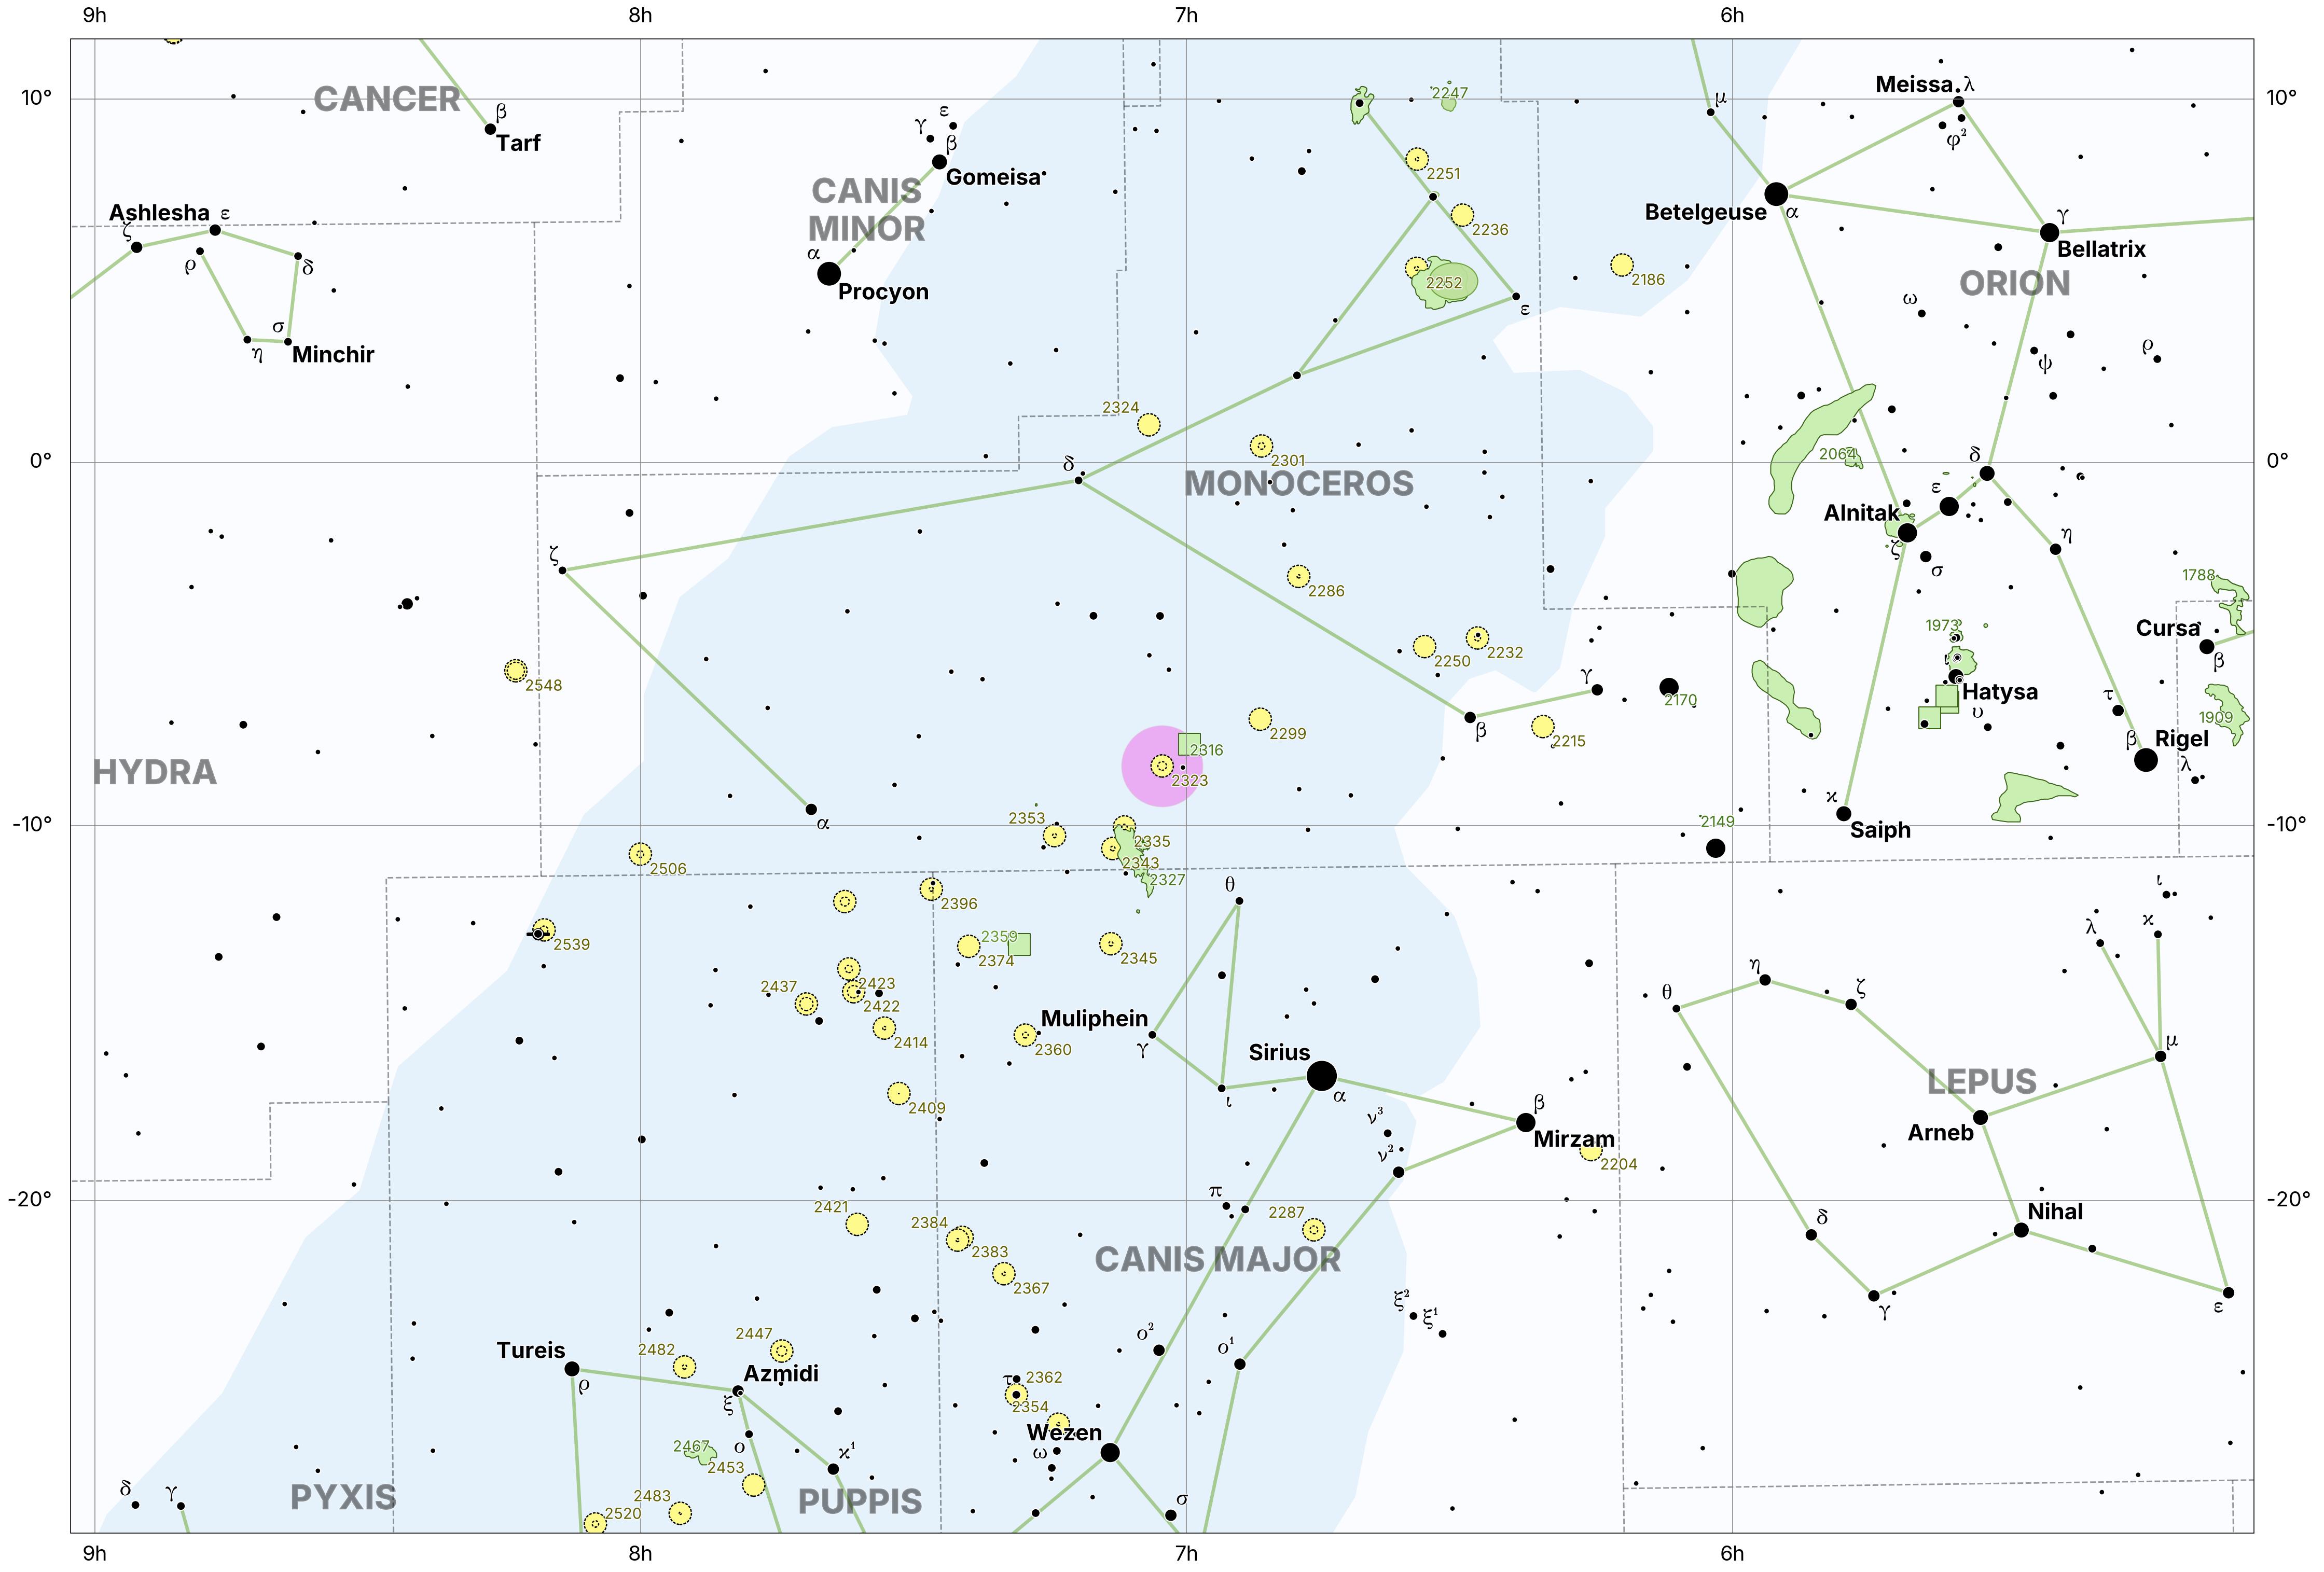 9h 8h 7h 6h
10° 10°
CANCER
β
Tarf
ε
γ
β
Gomeisa
CANIS
MINOR
α
Procyon
Ashlesha ε
ζ
ρ
δ
σ
η
Minchir
2247
2251
2236
2252
ε
2186
μ
Meissa λ
φ²
Betelgeuse
α
γ
Bellatrix
ORION
ω
ρ
ψ
0° 0°
2324
2301
δ
MONOCEROS
2064
δ
ε
Alnitak
ζ
σ
η
ζ
2286
1788
1973
Cursa
β
2250
2232
γ
2170
ι
Hatysa
υ
τ
1909
2548
β
2215
2299
2316
2323
β
Rigel
λ
HYDRA
κ
Saiph
α
-10° -10°
2353
2335
2343
2327
2149
2506
2396
2539
2359
2374
2345
θ
ι
κ
λ
η
ζ
θ
2437
2423
2422
2414
2360
Muliphein
γ
Sirius
α
ι
μ
LEPUS
Arneb
2409
β
Mirzam
ν³
ν²
2204
-20° -20°
π
2421
2384
2383
2287
CANIS MAJOR
2367
δ
Nihal
γ
ε
ξ²
ξ¹
ο²
ο¹
Tureis
ρ
2482
2447
Azmidi
ξ
τ
2362
2354
Wezen
ω
ο
κ¹
2467
2453
2483
2520
σ
δ
γ
PYXIS
PUPPIS
9h 8h 7h 6h